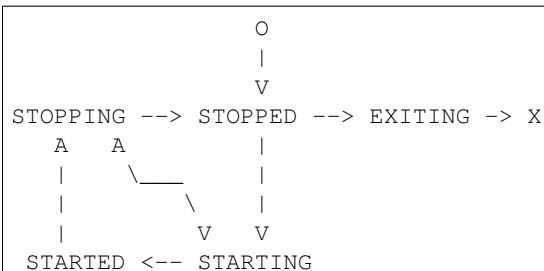 O
|
V
STOPPING --> STOPPED --> EXITING -> X
A A |
| \___ |
| \ |
| V V
STARTED <-- STARTING